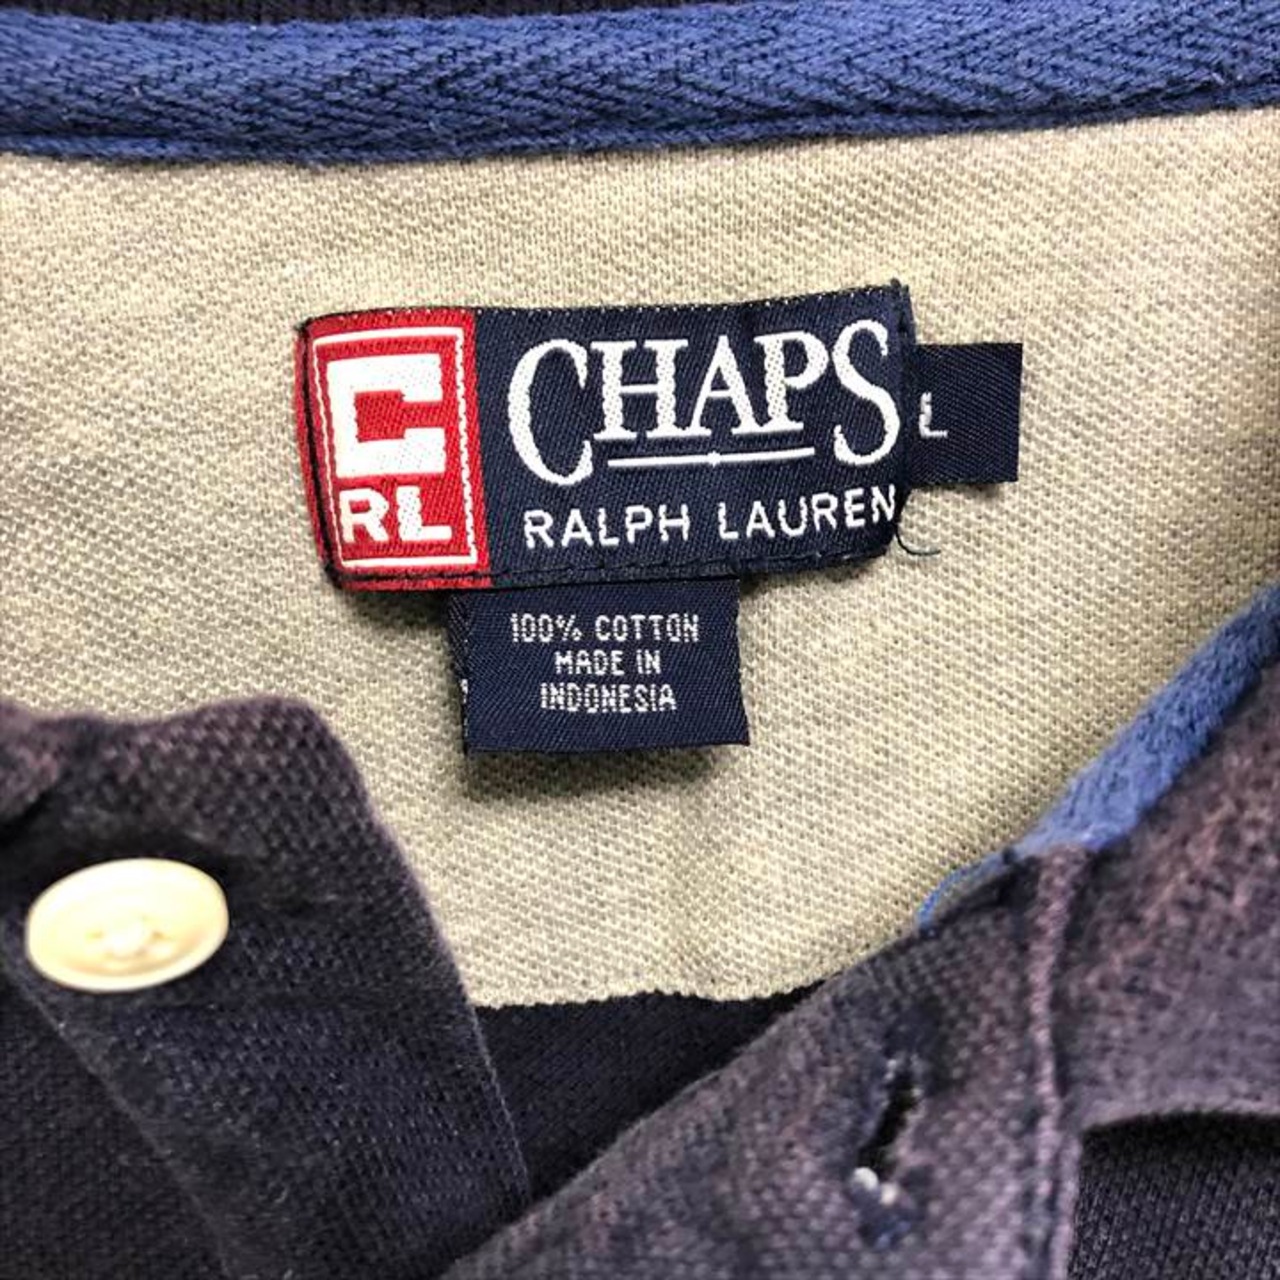 C
RL
CHAPS
RALPH LAUREN
L
100% COTTON
MADE IN
INDONESIA